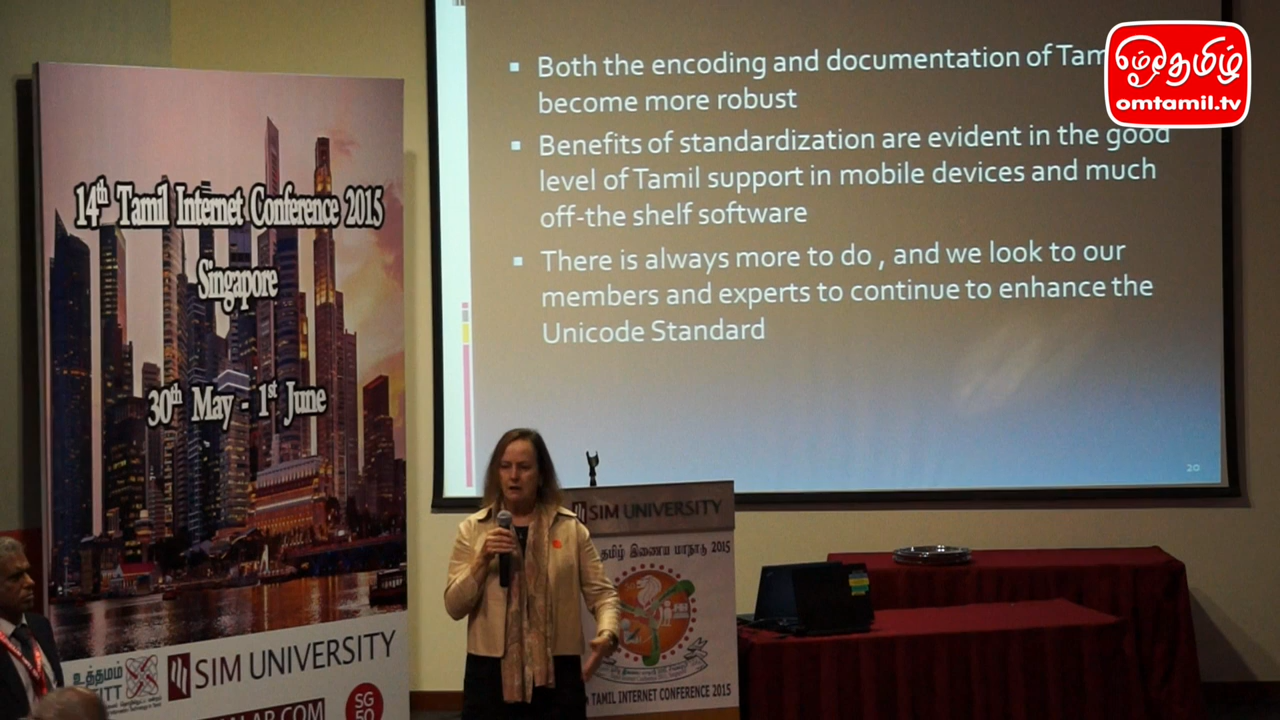 14th Tamil Internet Conference 2015
Singapore
30th May - 1st June
உத்தமம்
SIM UNIVERSITY
SG
50
Both the encoding and documentation of
become more robust
Benefits of standardization are evident in the good
level of Tamil support in mobile devices and much
off-the shelf software
There is always more to do , and we look to our
members and experts to continue to enhance the
Unicode Standard
20
omtamil.tv
SIM UNIVERSITY
தமிழ் இணைய மாநாடு 2015
TAMIL INTERNET CONFERENCE 2015